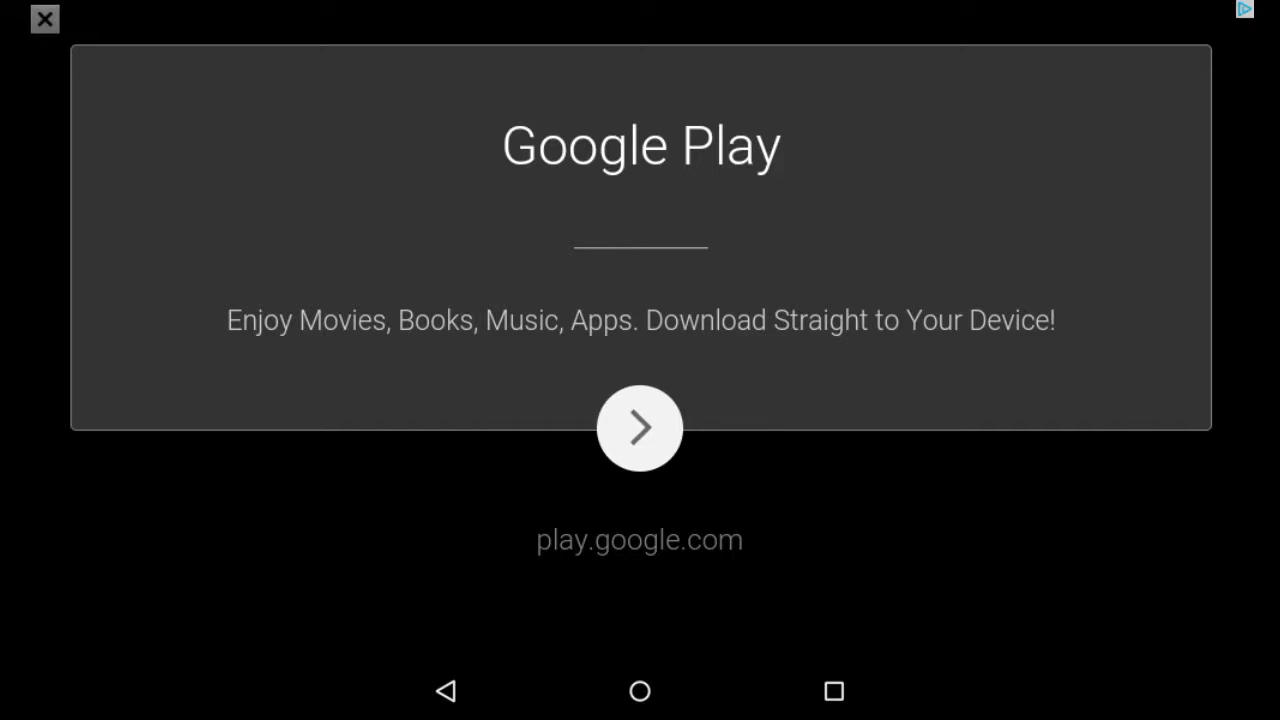 Google Play
Enjoy Movies, Books, Music, Apps. Download Straight to Your Device!
play.google.com